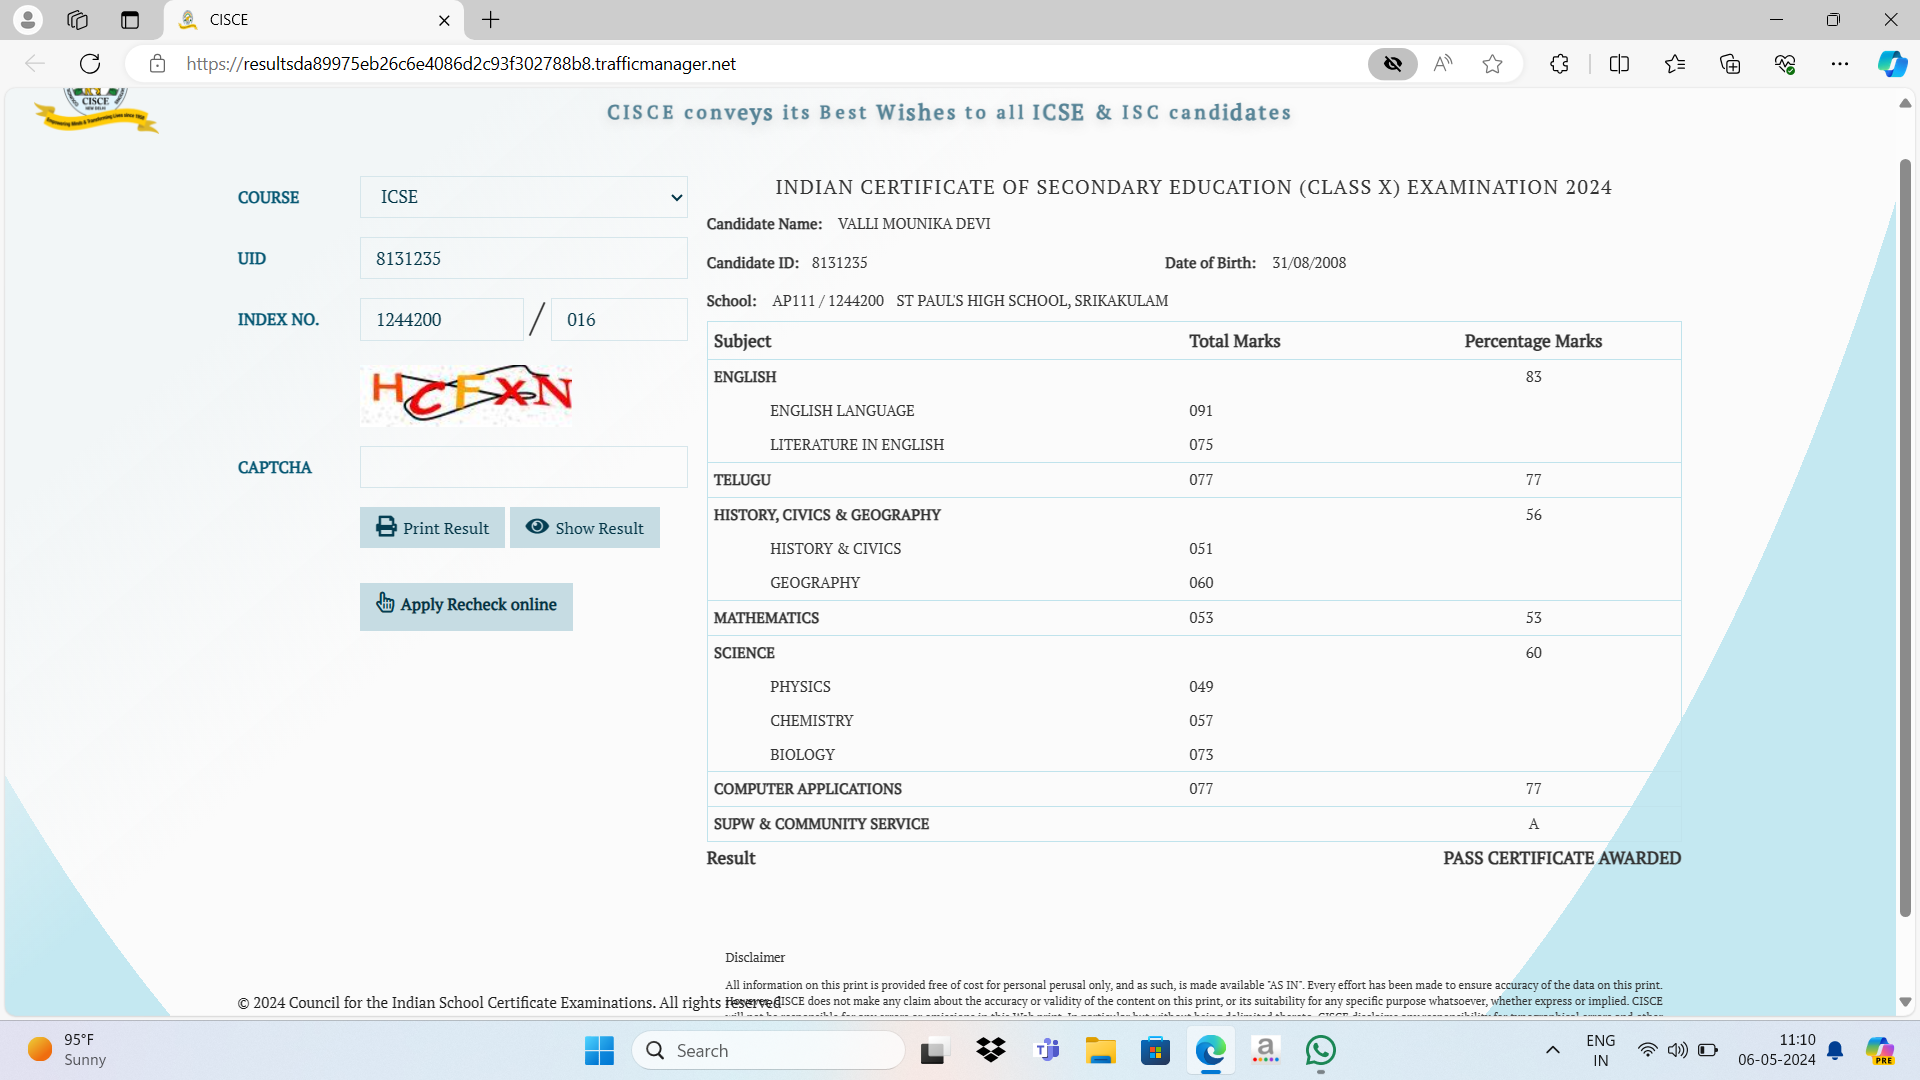 CISCE
https://resultsda89975eb26c6e4086d2c93f302788b8.trafficmanager.net
CISCE
NEW DELHI
CISCE conveys its Best Wishes to all ICSE & ISC candidates
COURSE ICSE
UID 8131235
INDEX NO. 1244200 / 016
HCFXN
CAPTCHA
Print Result Show Result
Apply Recheck online
INDIAN CERTIFICATE OF SECONDARY EDUCATION (CLASS X) EXAMINATION 2024
Candidate Name: VALLI MOUNIKA DEVI
Candidate ID: 8131235 Date of Birth: 31/08/2008
School: AP111 / 1244200 ST PAUL'S HIGH SCHOOL, SRIKAKULAM
Subject Total Marks Percentage Marks
ENGLISH 83
ENGLISH LANGUAGE 091
LITERATURE IN ENGLISH 075
TELUGU 077 77
HISTORY, CIVICS & GEOGRAPHY 56
HISTORY & CIVICS 051
GEOGRAPHY 060
MATHEMATICS 053 53
SCIENCE 60
PHYSICS 049
CHEMISTRY 057
BIOLOGY 073
COMPUTER APPLICATIONS 077 77
SUPW & COMMUNITY SERVICE A
Result PASS CERTIFICATE AWARDED
Disclaimer
All information on this print is provided free of cost for personal perusal only, and as such, is made available "AS IN". Every effort has been made to ensure accuracy of the data on this print.
However, CISCE does not make any claim about the accuracy or validity of the content on this print, or its suitability for any specific purpose whatsoever, whether express or implied. CISCE
© 2024 Council for the Indian School Certificate Examinations. All rights reserved
95°F
Sunny
Search
ENG
IN
11:10
06-05-2024
PRE